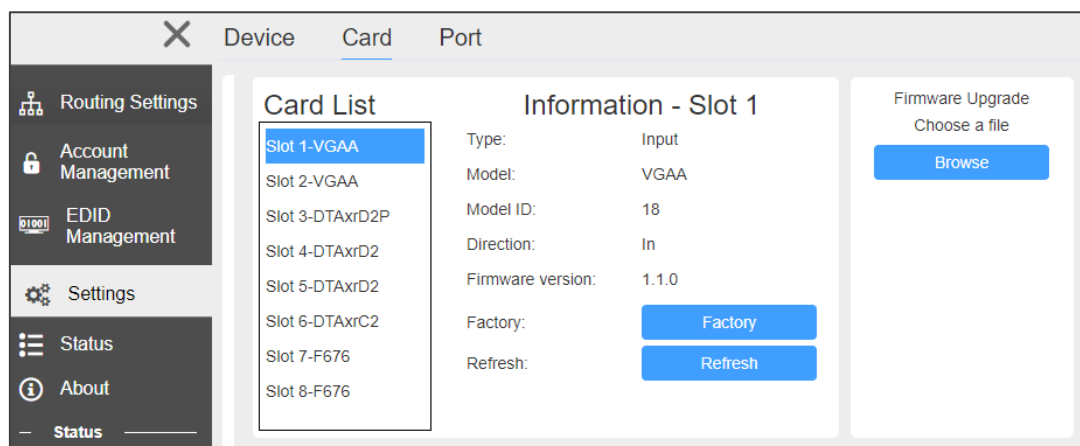 Device Card Port
Routing Settings
Account
Management
01001
EDID
Management
Settings
Status
About
Status
Card List
Slot 1-VGAA
Slot 2-VGAA
Slot 3-DTAxrD2P
Slot 4-DTAxrD2
Slot 5-DTAxrD2
Slot 6-DTAxrC2
Slot 7-F676
Slot 8-F676
Information - Slot 1
Type: Input
Model: VGAA
Model ID: 18
Direction: In
Firmware version: 1.1.0
Factory: Factory
Refresh: Refresh
Firmware Upgrade
Choose a file
Browse